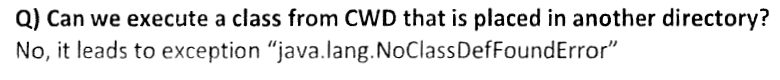 Q) Can we execute a class from CWD that is placed in another directory?
No, it leads to exception “java.lang.NoClassDefFoundError”